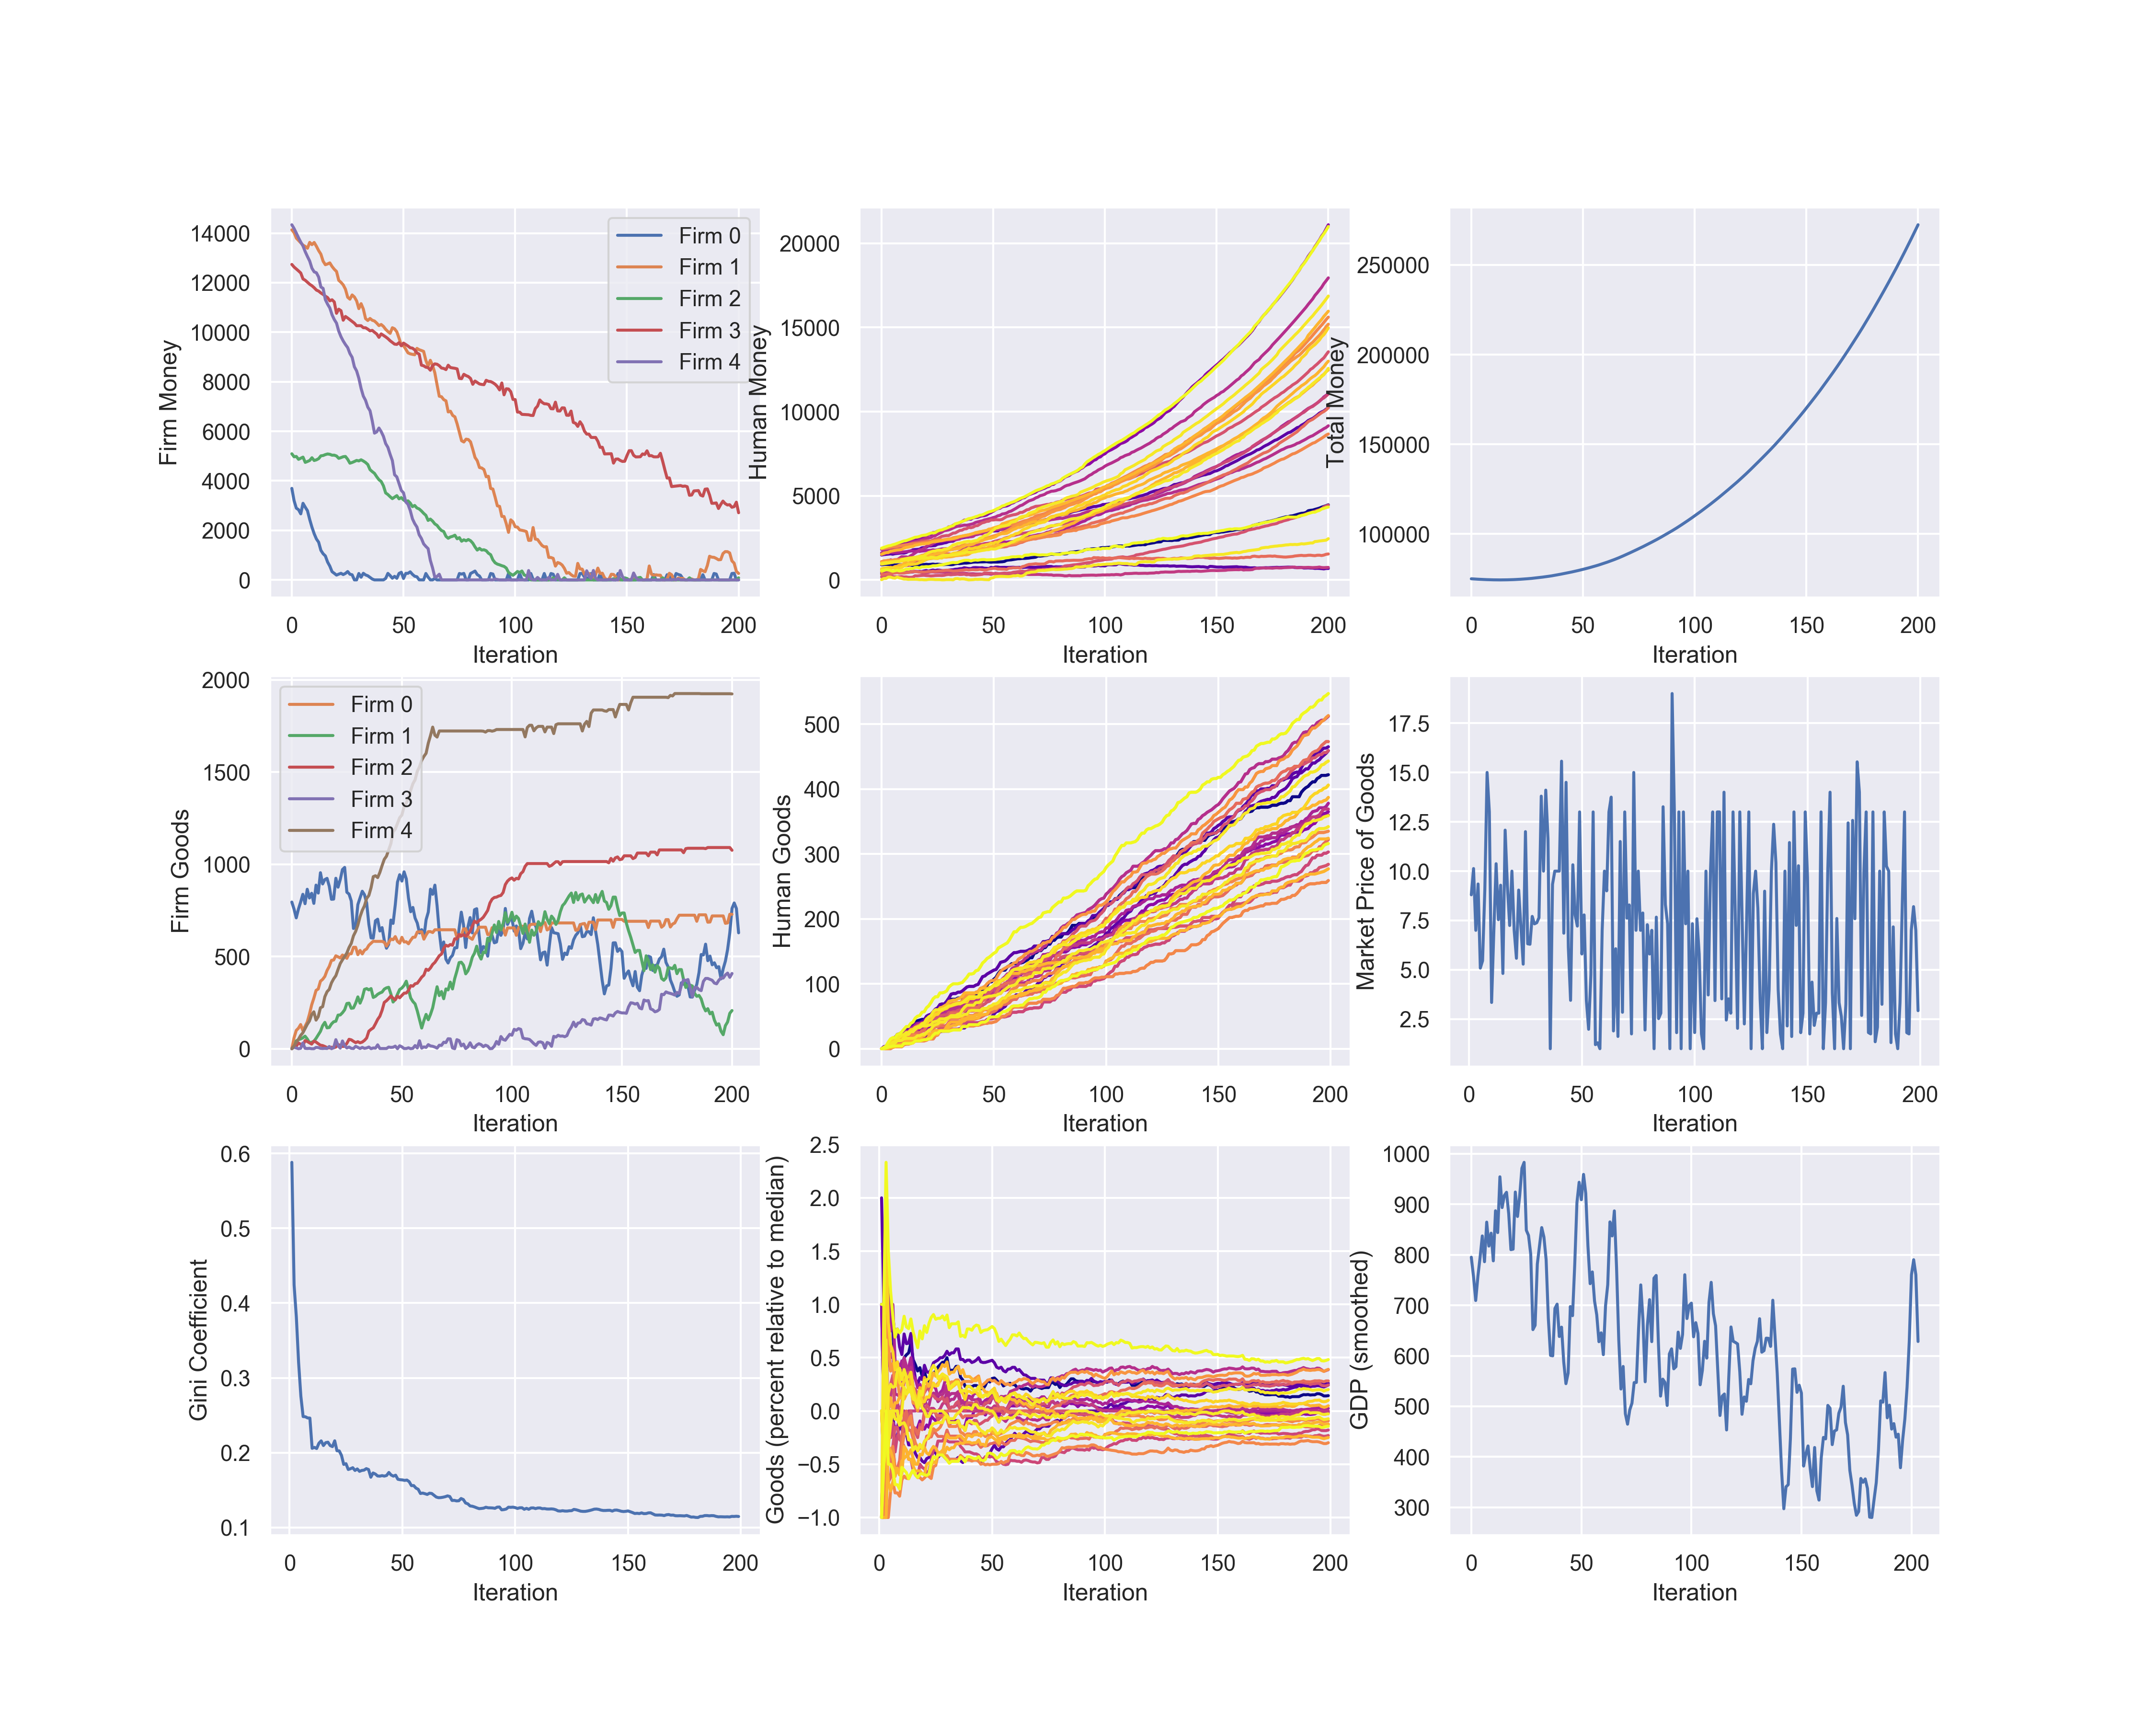 Firm Money
14000
12000
10000
8000
6000
4000
2000
0
Firm 0
Firm 1
Firm 2
Firm 3
Firm 4
0 50 100 150 200
Iteration
Human Money
20000
15000
10000
5000
0
0 50 100 150 200
Iteration
Total Money
250000
200000
150000
100000
0 50 100 150 200
Iteration
Firm Goods
2000
1500
1000
500
0
Firm 0
Firm 1
Firm 2
Firm 3
Firm 4
0 50 100 150 200
Iteration
Human Goods
500
400
300
200
100
0
0 50 100 150 200
Iteration
Market Price of Goods
17.5
15.0
12.5
10.0
7.5
5.0
2.5
0 50 100 150 200
Iteration
Gini Coefficient
0.6
0.5
0.4
0.3
0.2
0.1
0 50 100 150 200
Iteration
Goods (percent relative to median)
2.5
2.0
1.5
1.0
0.5
0.0
−0.5
−1.0
0 50 100 150 200
Iteration
GDP (smoothed)
1000
900
800
700
600
500
400
300
0 50 100 150 200
Iteration